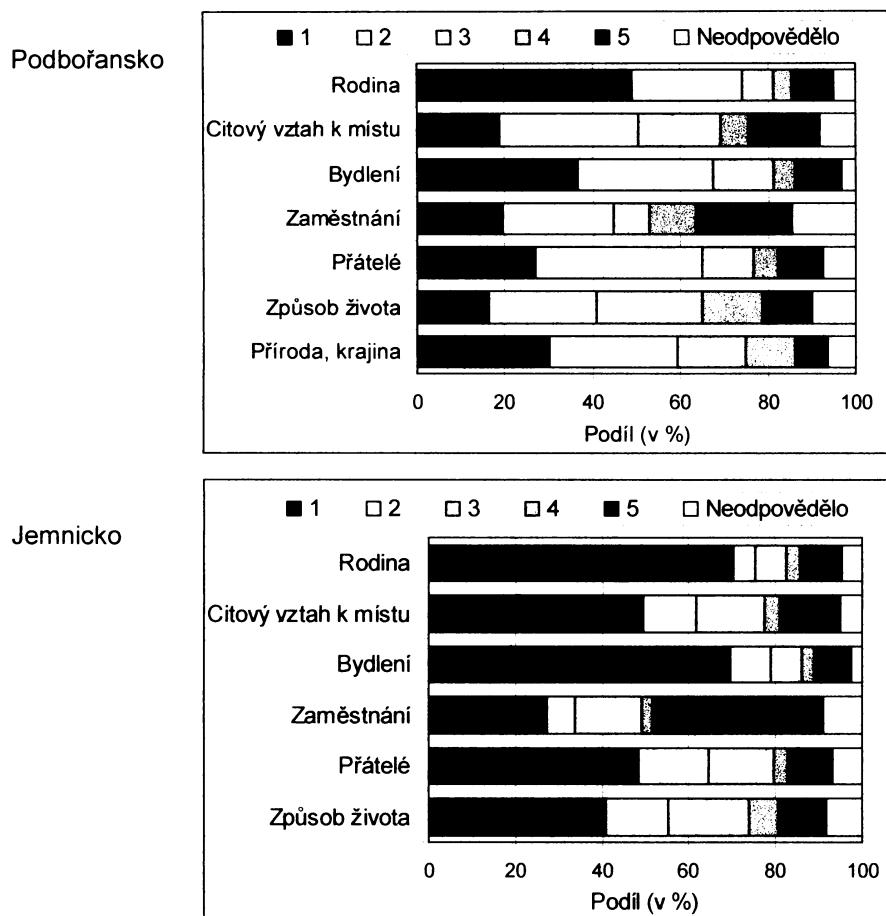 Podbořansko
1 2 3 4 5 Neodpovědělo
Rodina
Citový vztah k místu
Bydlení
Zaměstnání
Přátelé
Způsob života
Příroda, krajina
0 20 40 60 80 100
Podíl (v %)
Jemnicko
1 2 3 4 5 Neodpovědělo
Rodina
Citový vztah k místu
Bydlení
Zaměstnání
Přátelé
Způsob života
0 20 40 60 80 100
Podíl (v %)